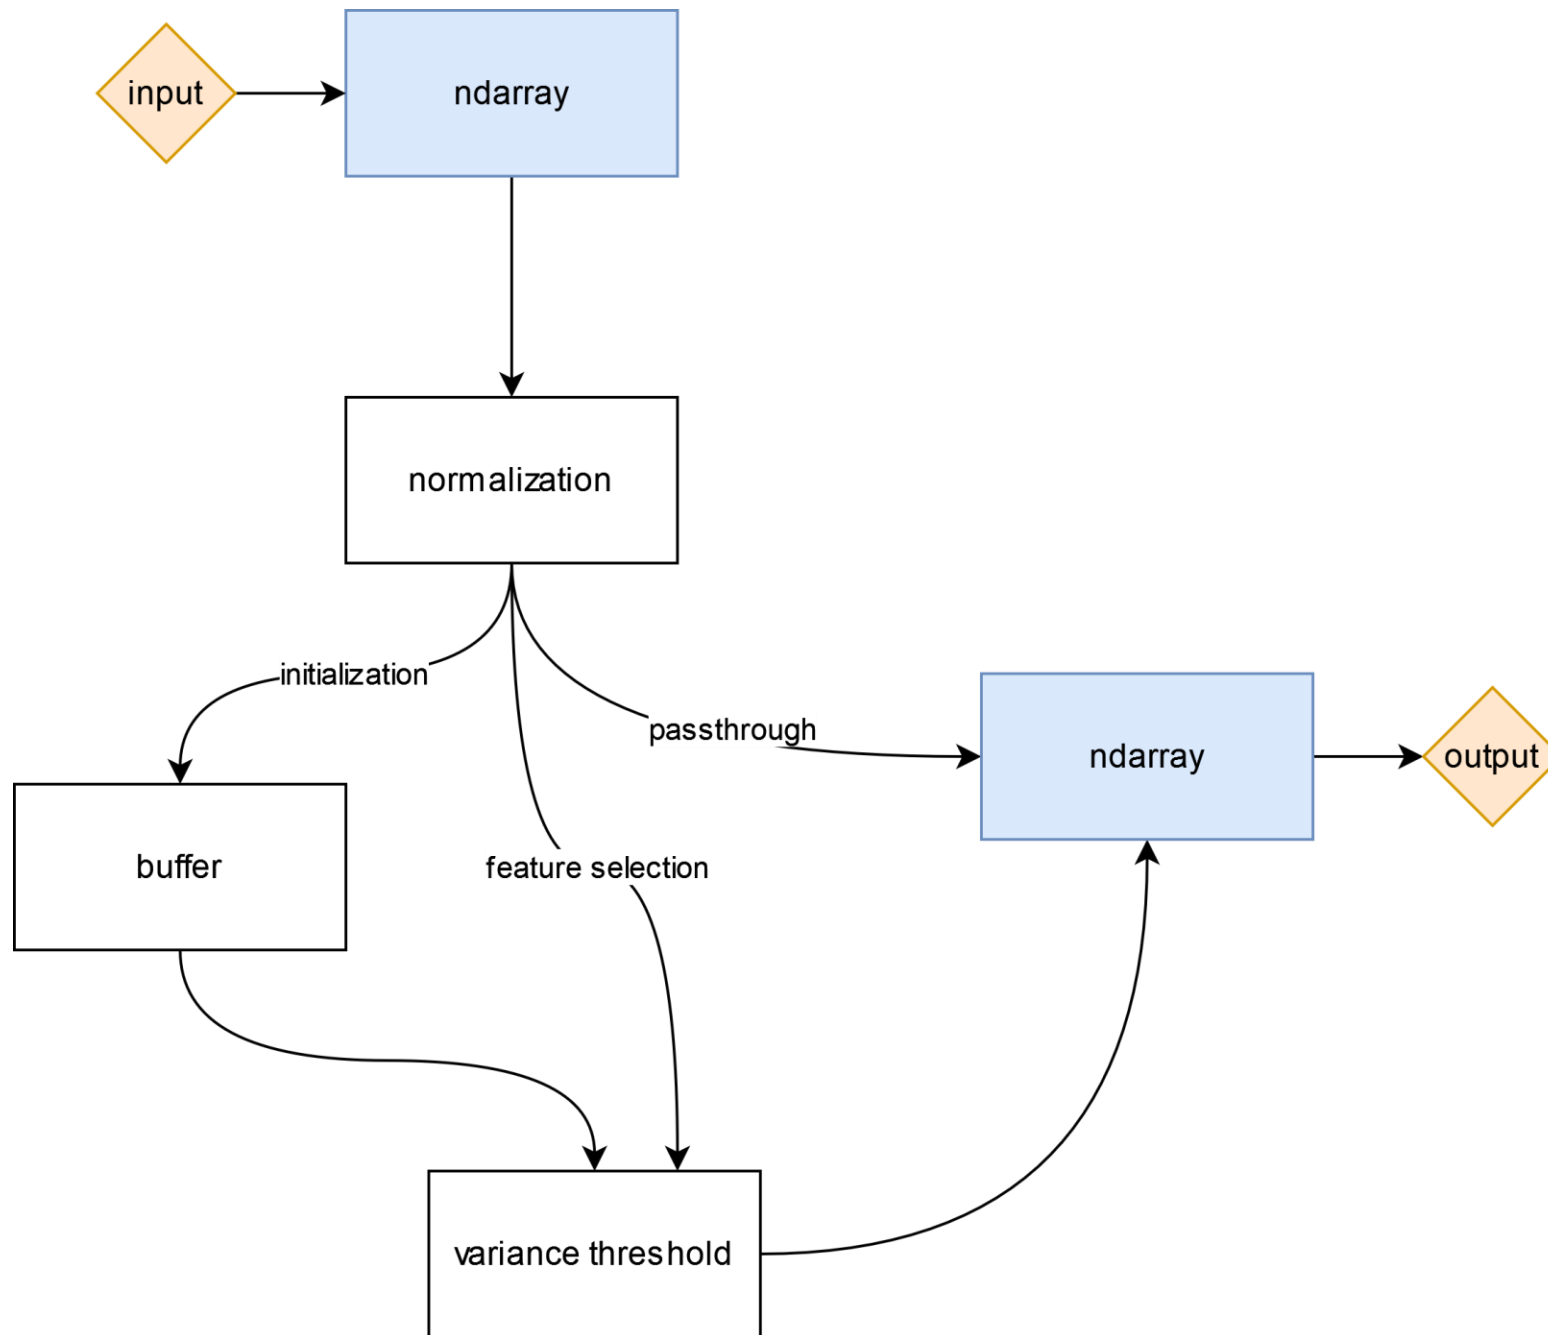 input
ndarray
normalization
initialization
passthrough
ndarray
output
buffer
feature selection
variance threshold